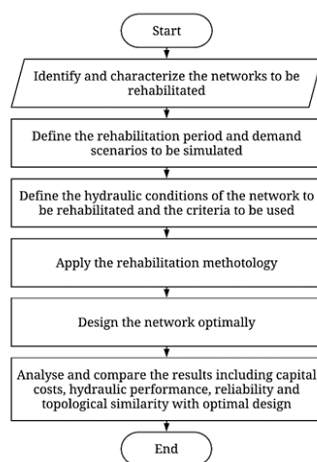 Start
Identify and characterize the networks to be
rehabilitated
Define the rehabilitation period and demand
scenarios to be simulated
Define the hydraulic conditions of the network to
be rehabilitated and the criteria to be used
Apply the rehabilitation methotology
Design the network optimally
Analyse and compare the results including capital
costs, hydraulic performance, reliability and
topological similarity with optimal design
End